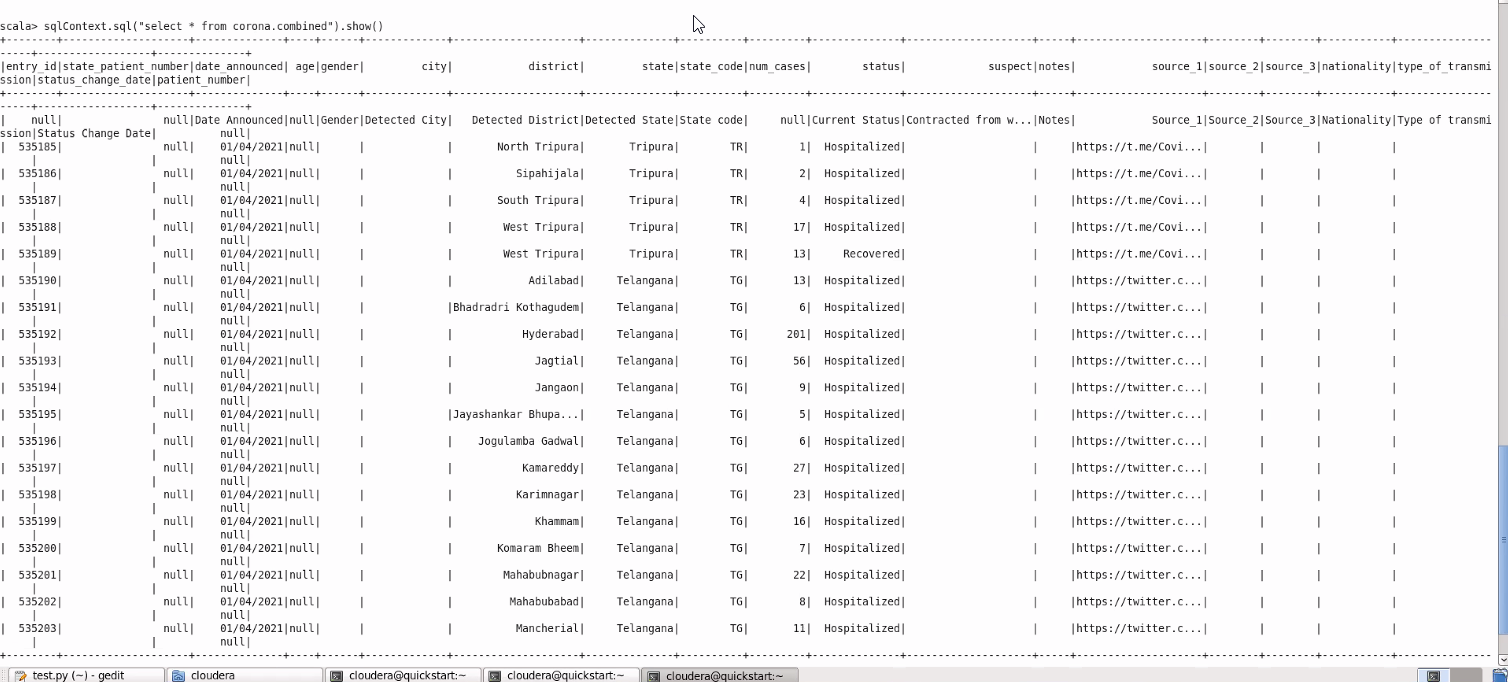 scala> sqlContext.sql("select * from corona.combined").show()
+--------+--------------------+--------------+----+------+-------------+--------------------+--------------+----------+---------+--------------+--------------------+-----+--------------------+--------+--------+-----------+---------------
-----+------------------+--------------+
|entry_id|state_patient_number|date_announced| age|gender|         city|            district|         state|state_code|num_cases|        status|             suspect|notes|            source_1|source_2|source_3|nationality|type_of_transmi
ssion|status_change_date|patient_number|
+--------+--------------------+--------------+----+------+-------------+--------------------+--------------+----------+---------+--------------+--------------------+-----+--------------------+--------+--------+-----------+---------------
-----+------------------+--------------+
|    null|                null|Date Announced|null|Gender|Detected City|   Detected District|Detected State|State code|     null|Current Status|Contracted from w...|Notes|            Source_1|Source_2|Source_3|Nationality|Type of transmi
ssion|Status Change Date|          null|
|  535185|                null|    01/04/2021|null|      |             |       North Tripura|       Tripura|        TR|        1|  Hospitalized|                    |     |https://t.me/Covi...|        |        |           |
     |                  |          null|
|  535186|                null|    01/04/2021|null|      |             |          Sipahijala|       Tripura|        TR|        2|  Hospitalized|                    |     |https://t.me/Covi...|        |        |           |
     |                  |          null|
|  535187|                null|    01/04/2021|null|      |             |       South Tripura|       Tripura|        TR|        4|  Hospitalized|                    |     |https://t.me/Covi...|        |        |           |
     |                  |          null|
|  535188|                null|    01/04/2021|null|      |             |        West Tripura|       Tripura|        TR|       17|  Hospitalized|                    |     |https://t.me/Covi...|        |        |           |
     |                  |          null|
|  535189|                null|    01/04/2021|null|      |             |        West Tripura|       Tripura|        TR|       13|     Recovered|                    |     |https://t.me/Covi...|        |        |           |
     |                  |          null|
|  535190|                null|    01/04/2021|null|      |             |            Adilabad|     Telangana|        TG|       13|  Hospitalized|                    |     |https://twitter.c...|        |        |           |
     |                  |          null|
|  535191|                null|    01/04/2021|null|      |             |Bhadradri Kothagudem|     Telangana|        TG|        6|  Hospitalized|                    |     |https://twitter.c...|        |        |           |
     |                  |          null|
|  535192|                null|    01/04/2021|null|      |             |           Hyderabad|     Telangana|        TG|      201|  Hospitalized|                    |     |https://twitter.c...|        |        |           |
     |                  |          null|
|  535193|                null|    01/04/2021|null|      |             |             Jagtial|     Telangana|        TG|       56|  Hospitalized|                    |     |https://twitter.c...|        |        |           |
     |                  |          null|
|  535194|                null|    01/04/2021|null|      |             |             Jangaon|     Telangana|        TG|        9|  Hospitalized|                    |     |https://twitter.c...|        |        |           |
     |                  |          null|
|  535195|                null|    01/04/2021|null|      |             |Jayashankar Bhupa...|     Telangana|        TG|        5|  Hospitalized|                    |     |https://twitter.c...|        |        |           |
     |                  |          null|
|  535196|                null|    01/04/2021|null|      |             |    Jogulamba Gadwal|     Telangana|        TG|        6|  Hospitalized|                    |     |https://twitter.c...|        |        |           |
     |                  |          null|
|  535197|                null|    01/04/2021|null|      |             |           Kamareddy|     Telangana|        TG|       27|  Hospitalized|                    |     |https://twitter.c...|        |        |           |
     |                  |          null|
|  535198|                null|    01/04/2021|null|      |             |          Karimnagar|     Telangana|        TG|       23|  Hospitalized|                    |     |https://twitter.c...|        |        |           |
     |                  |          null|
|  535199|                null|    01/04/2021|null|      |             |             Khammam|     Telangana|        TG|       16|  Hospitalized|                    |     |https://twitter.c...|        |        |           |
     |                  |          null|
|  535200|                null|    01/04/2021|null|      |             |       Komaram Bheem|     Telangana|        TG|        7|  Hospitalized|                    |     |https://twitter.c...|        |        |           |
     |                  |          null|
|  535201|                null|    01/04/2021|null|      |             |        Mahabubnagar|     Telangana|        TG|       22|  Hospitalized|                    |     |https://twitter.c...|        |        |           |
     |                  |          null|
|  535202|                null|    01/04/2021|null|      |             |         Mahabubabad|     Telangana|        TG|        8|  Hospitalized|                    |     |https://twitter.c...|        |        |           |
     |                  |          null|
|  535203|                null|    01/04/2021|null|      |             |          Mancherial|     Telangana|        TG|       11|  Hospitalized|                    |     |https://twitter.c...|        |        |           |
     |                  |          null|
+--------+--------------------+--------------+----+------+-------------+--------------------+--------------+----------+---------+--------------+--------------------+-----+--------------------+--------+--------+-----------+---------------
test.py (~) - gedit cloudera cloudera@quickstart:~ cloudera@quickstart:~ cloudera@quickstart:~